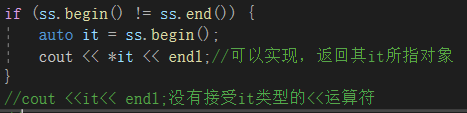 if (ss.begin() != ss.end()) {
auto it = ss.begin();
cout << *it << endl;//可以实现，返回其it所指对象
}
//cout <<it<< endl;没有接受it类型的<<运算符